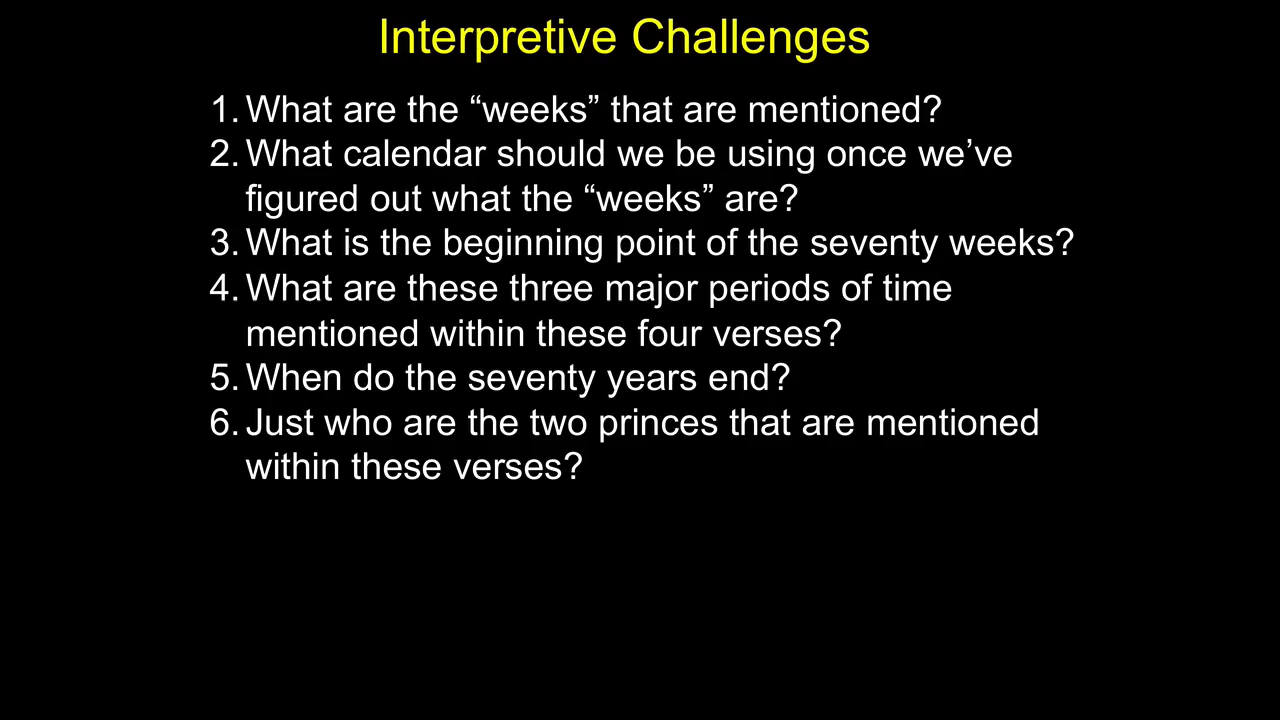 Interpretive Challenges
1. What are the “weeks” that are mentioned?
2. What calendar should we be using once we’ve
figured out what the “weeks” are?
3. What is the beginning point of the seventy weeks?
4. What are these three major periods of time
mentioned within these four verses?
5. When do the seventy years end?
6. Just who are the two princes that are mentioned
within these verses?